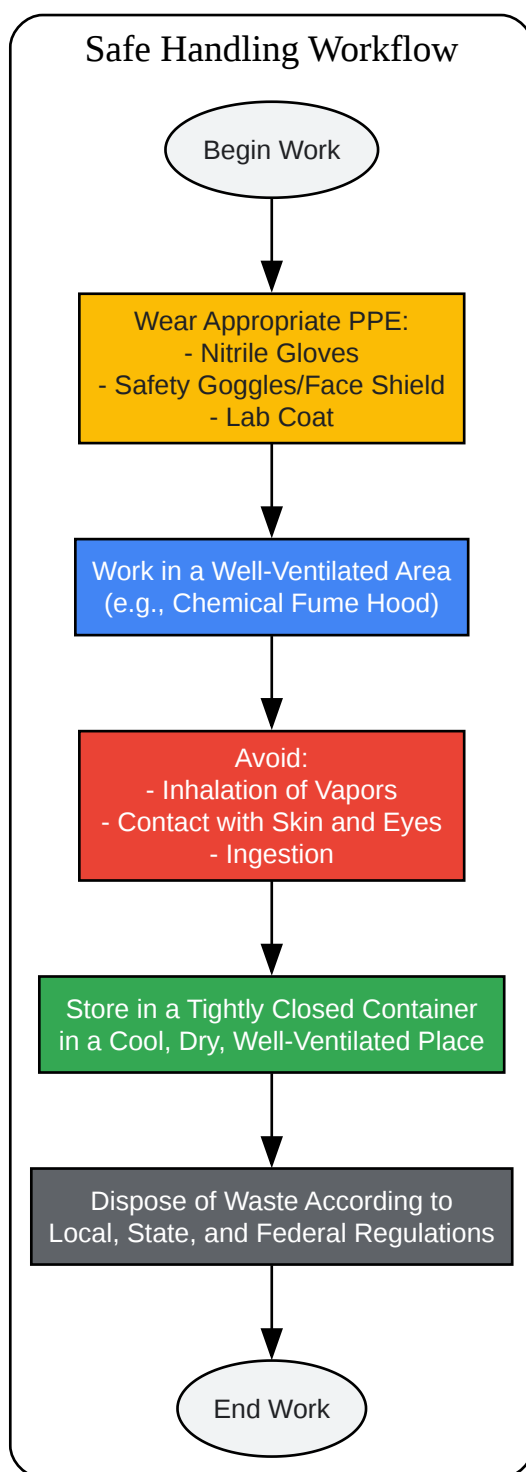 Safe Handling Workflow
Begin Work
Wear Appropriate PPE:
- Nitrile Gloves
- Safety Goggles/Face Shield
- Lab Coat
Work in a Well-Ventilated Area
(e.g., Chemical Fume Hood)
Avoid:
- Inhalation of Vapors
- Contact with Skin and Eyes
- Ingestion
Store in a Tightly Closed Container
in a Cool, Dry, Well-Ventilated Place
Dispose of Waste According to
Local, State, and Federal Regulations
End Work